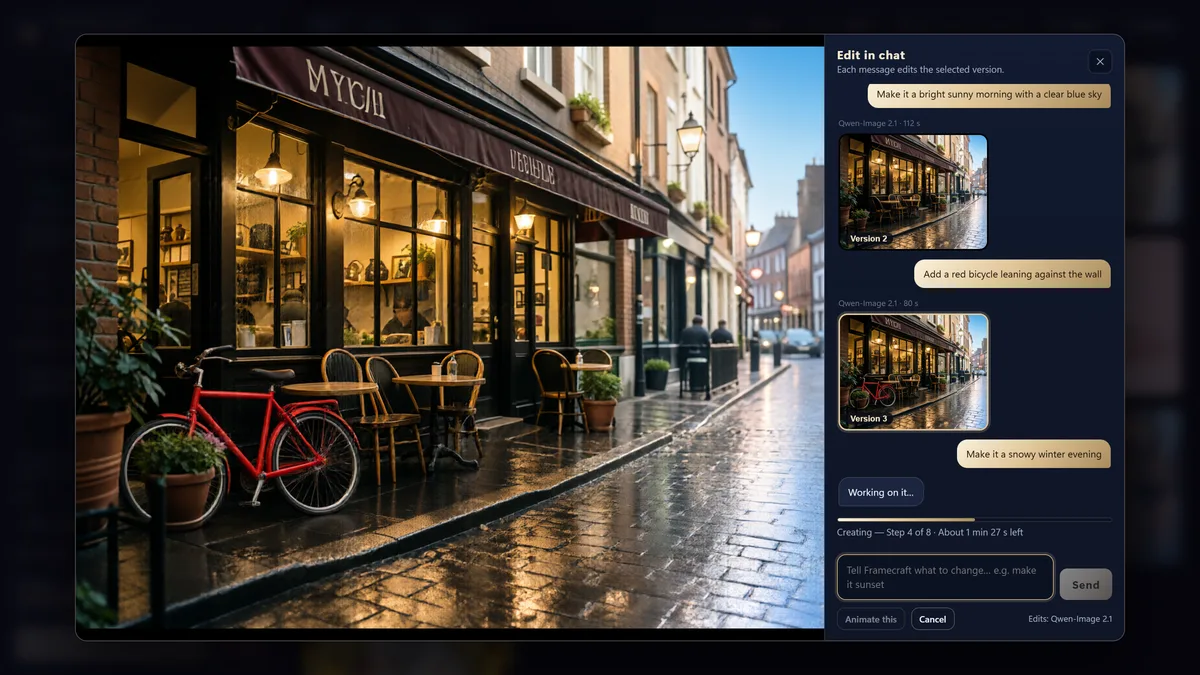 Edit in chat
Each message edits the selected version.
Make it a bright sunny morning with a clear blue sky
Qwen-Image 2.1 · 112 s
Version 2
Add a red bicycle leaning against the wall
Qwen-Image 2.1 · 80 s
Version 3
Make it a snowy winter evening
Working on it...
Creating — Step 4 of 8 · About 1 min 27 s left
Tell Framecraft what to change... e.g. make
it sunset
Send
Animate this
Cancel
Edits: Qwen-Image 2.1